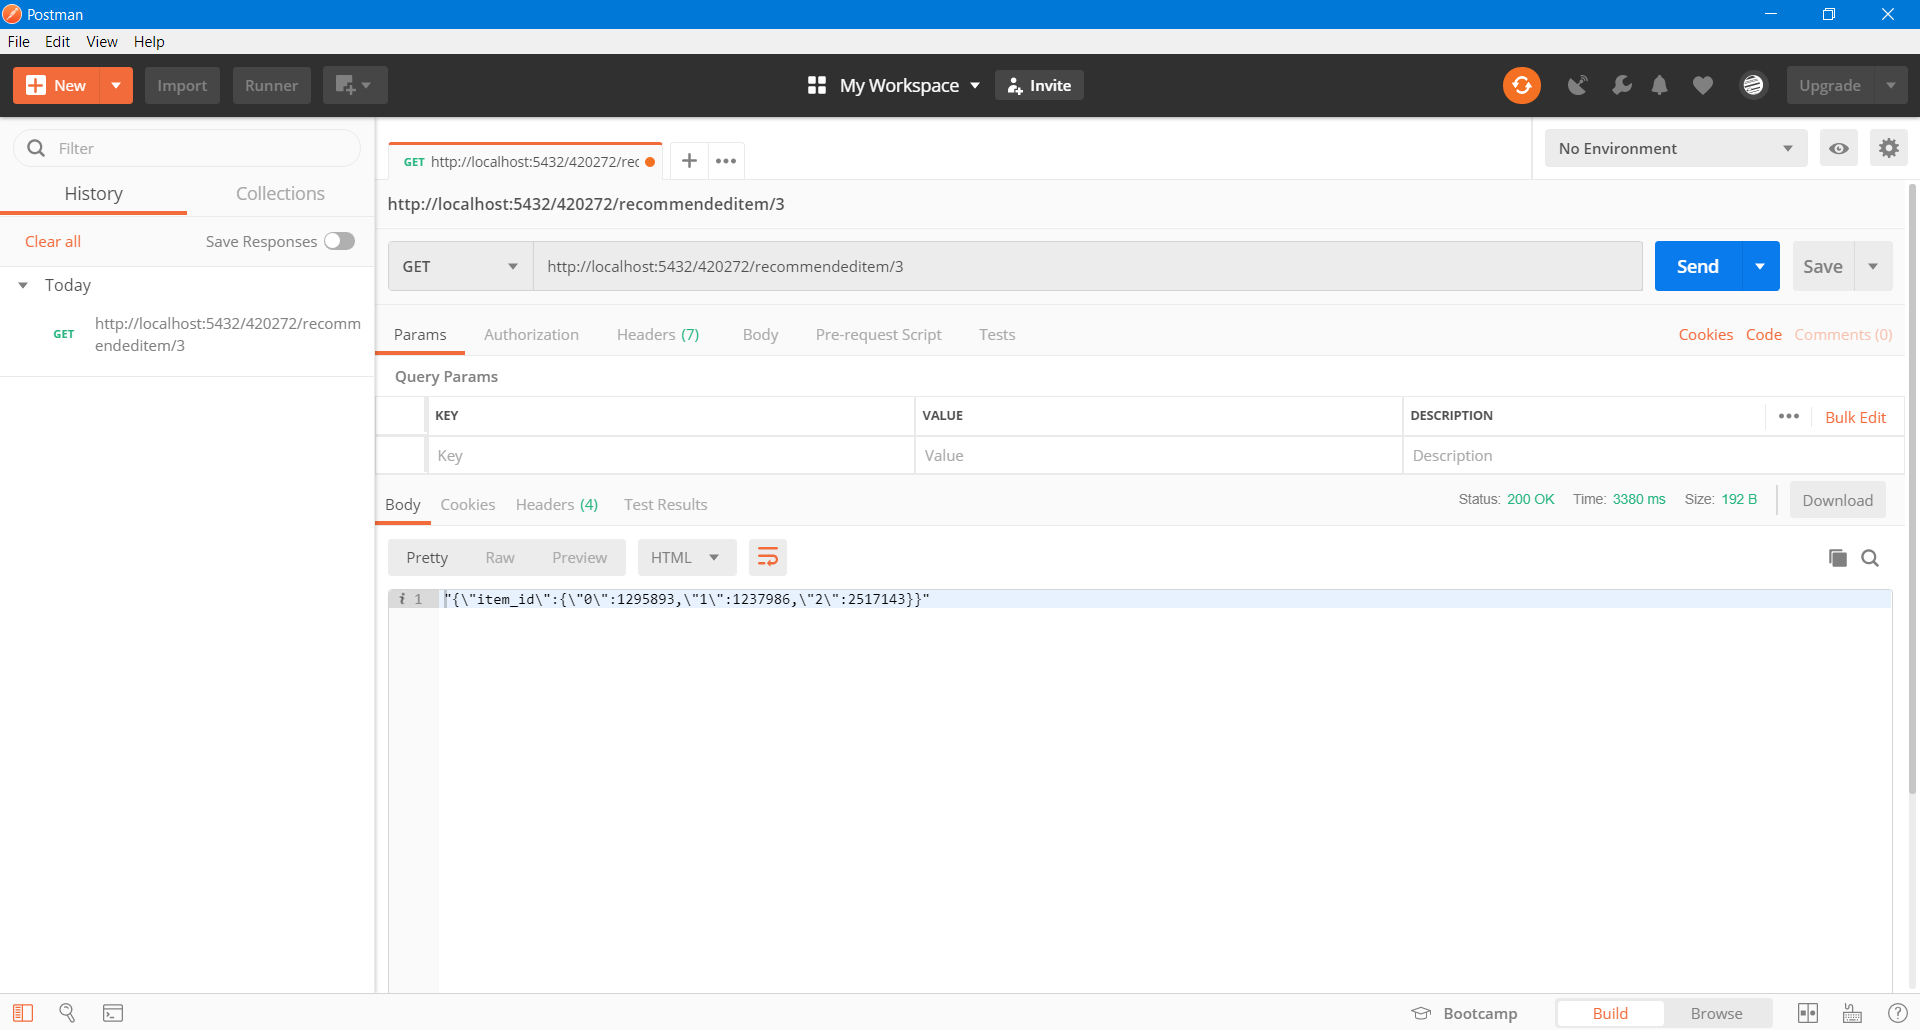 Postman
File Edit View Help
New Import Runner My Workspace Invite Upgrade
Filter
History Collections
Clear all Save Responses
Today
GET http://localhost:5432/420272/recomm
endeditem/3
GET http://localhost:5432/420272/rec
No Environment
http://localhost:5432/420272/recommendeditem/3
GET http://localhost:5432/420272/recommendeditem/3 Send Save
Params Authorization Headers (7) Body Pre-request Script Tests Cookies Code Comments (0)
Query Params
KEY VALUE DESCRIPTION Bulk Edit
Key Value Description
Body Cookies Headers (4) Test Results Status: 200 OK Time: 3380 ms Size: 192 B Download
Pretty Raw Preview HTML
i 1 "{\"item_id\":{\"0\":1295893,\"1\":1237986,\"2\":2517143}}"
Bootcamp Build Browse